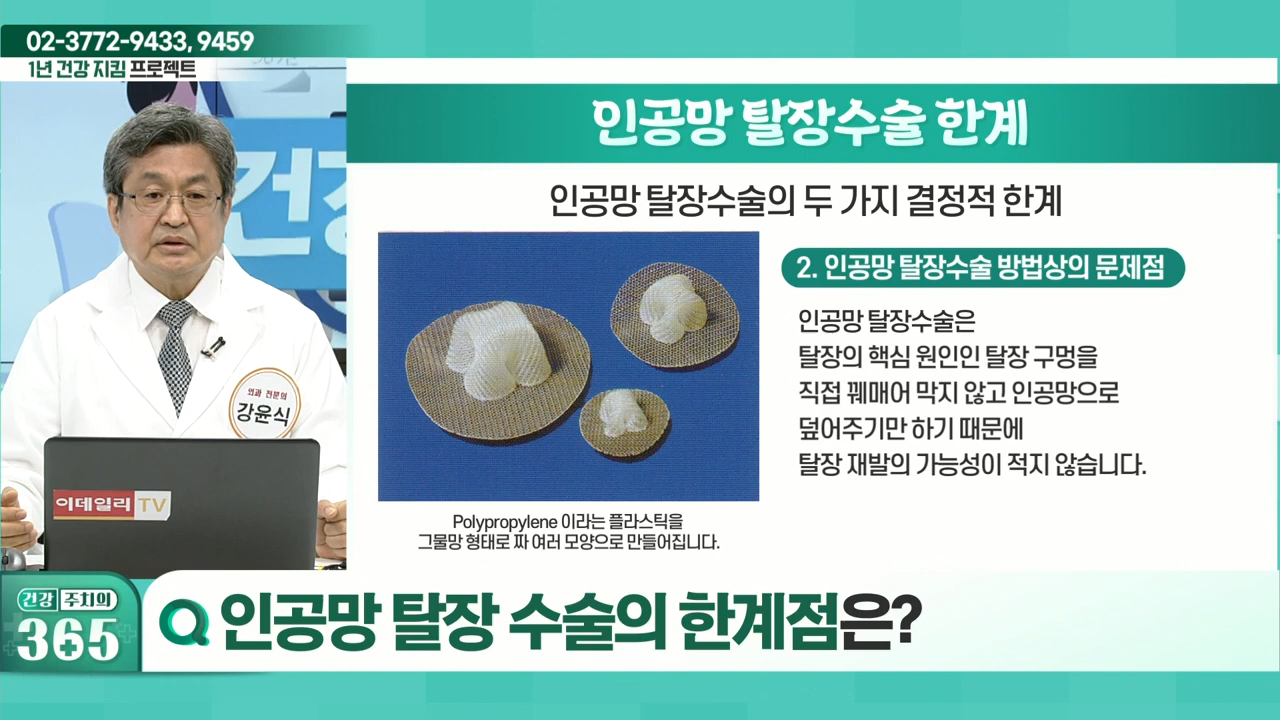 02-3772-9433, 9459
1년 건강 지킴 프로젝트
인공망 탈장수술 한계
인공망 탈장수술의 두 가지 결정적 한계
2. 인공망 탈장수술 방법상의 문제점
인공망 탈장수술은
탈장의 핵심 원인인 탈장 구멍을
직접 꿰매어 막지 않고 인공망으로
덮어주기만 하기 때문에
탈장 재발의 가능성이 적지 않습니다.
Polypropylene 이라는 플라스틱을
그물망 형태로 짜 여러 모양으로 만들어집니다.
외과 전문의
강윤식
이데일리 TV
건강 주치의
365
Q 인공망 탈장 수술의 한계점은?